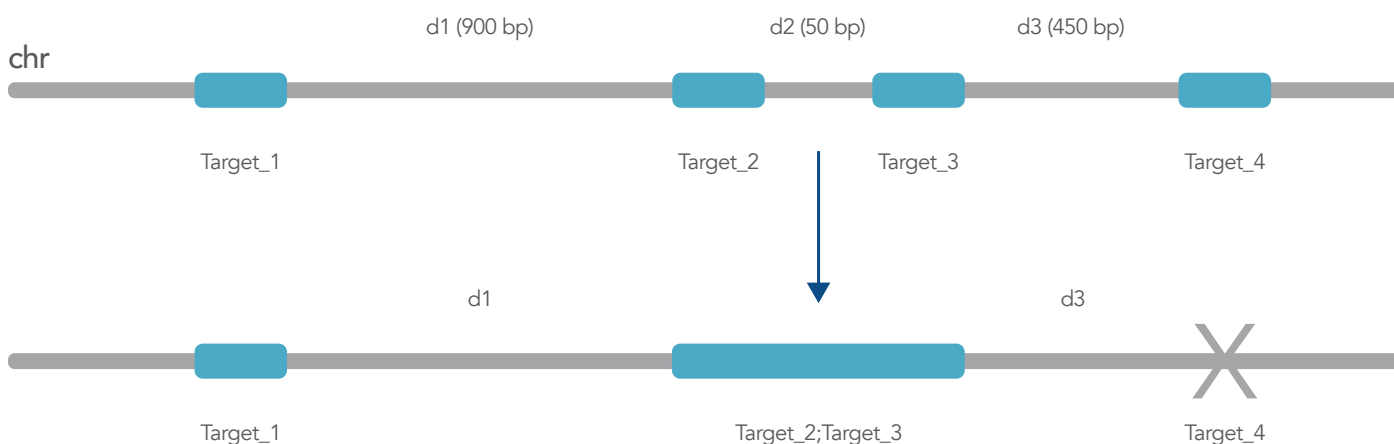 d1 (900 bp) d2 (50 bp) d3 (450 bp)
chr
Target_1 Target_2 Target_3 Target_4
d1 d3
Target_1 Target_2;Target_3 Target_4